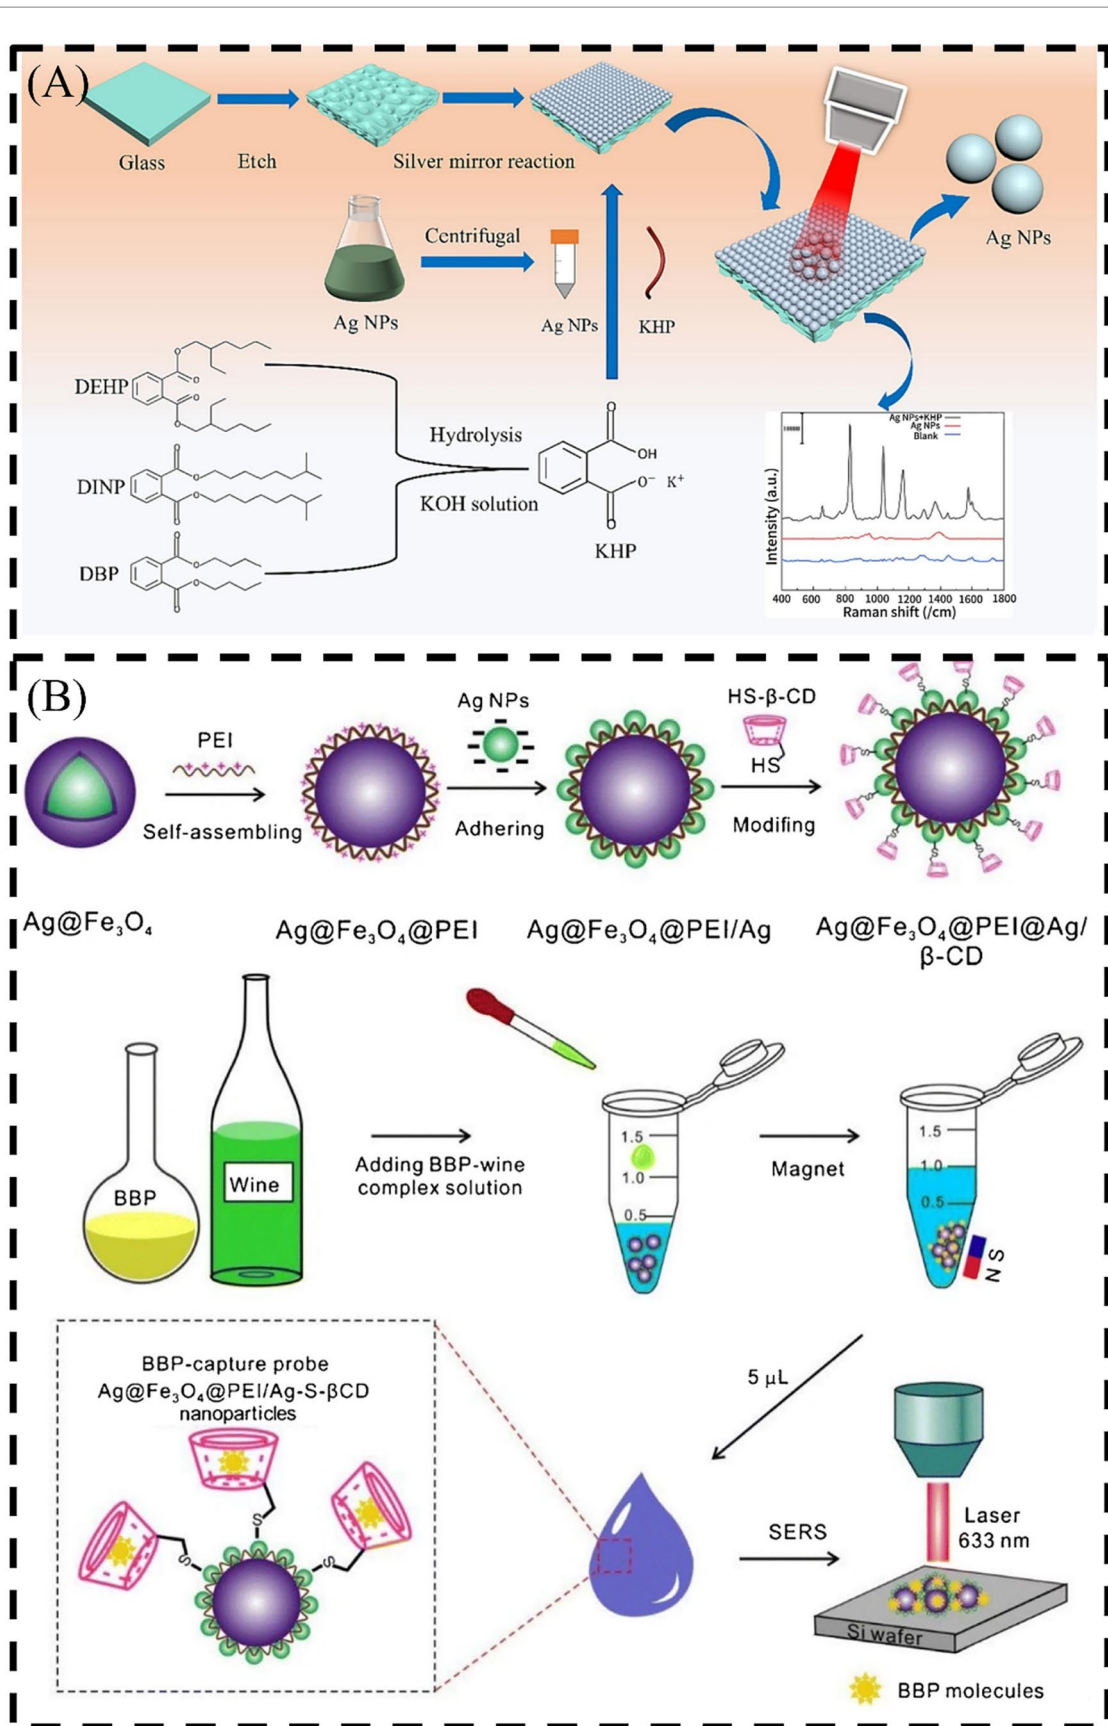 (A)
Glass
Etch
Silver mirror reaction
Ag NPs
Centrifugal
Ag NPs
Ag NPs
KHP
DEHP
O
O
O
O
DINP
O
O
O
O
DBP
O
O
O
O
Hydrolysis
KOH solution
O
OH
O⁻ K⁺
O
KHP
Ag NPs+KHP
Ag NPs
Blank
Intensity (a.u.)
400 600 800 1000 1200 1400 1600 1800
Raman shift (/cm)
(B)
PEI
Self-assembling
Ag NPs
Adhering
HS-β-CD
HS
Modifing
S S S S S S S S S S S
Ag@Fe₃O₄
Ag@Fe₃O₄@PEI
Ag@Fe₃O₄@PEI/Ag
Ag@Fe₃O₄@PEI@Ag/
β-CD
BBP
Wine
Adding BBP-wine
complex solution
1.5
1.0
0.5
Magnet
1.5
1.0
0.5
N S
BBP-capture probe
Ag@Fe₃O₄@PEI/Ag-S-βCD
nanoparticles
S
S
S
5 μL
SERS
Laser
633 nm
Si wafer
BBP molecules